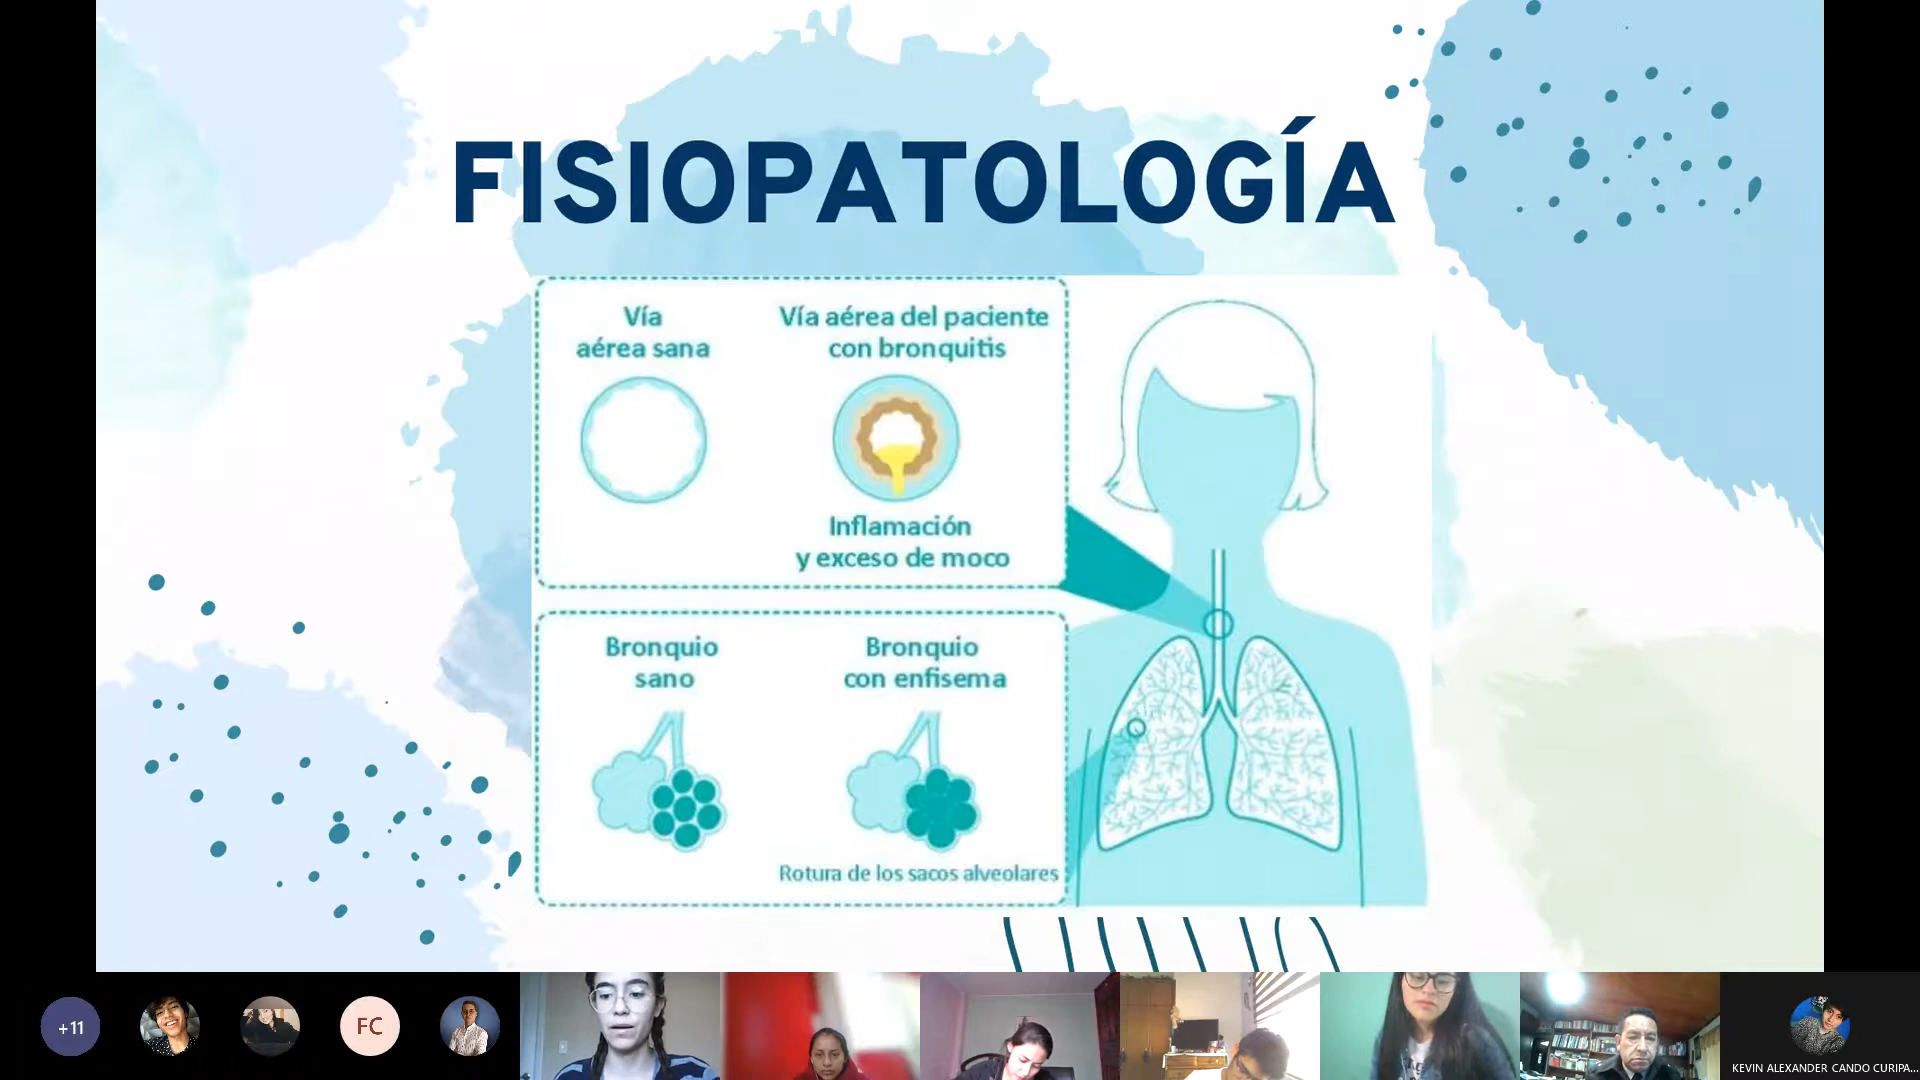 FISIOPATOLOGÍA
Vía
aérea sana
Vía aérea del paciente
con bronquitis
Inflamación
y exceso de moco
Bronquio
sano
Bronquio
con enfisema
Rotura de los sacos alveolares
+11
FC
KEVIN ALEXANDER CANDO CURIPA...